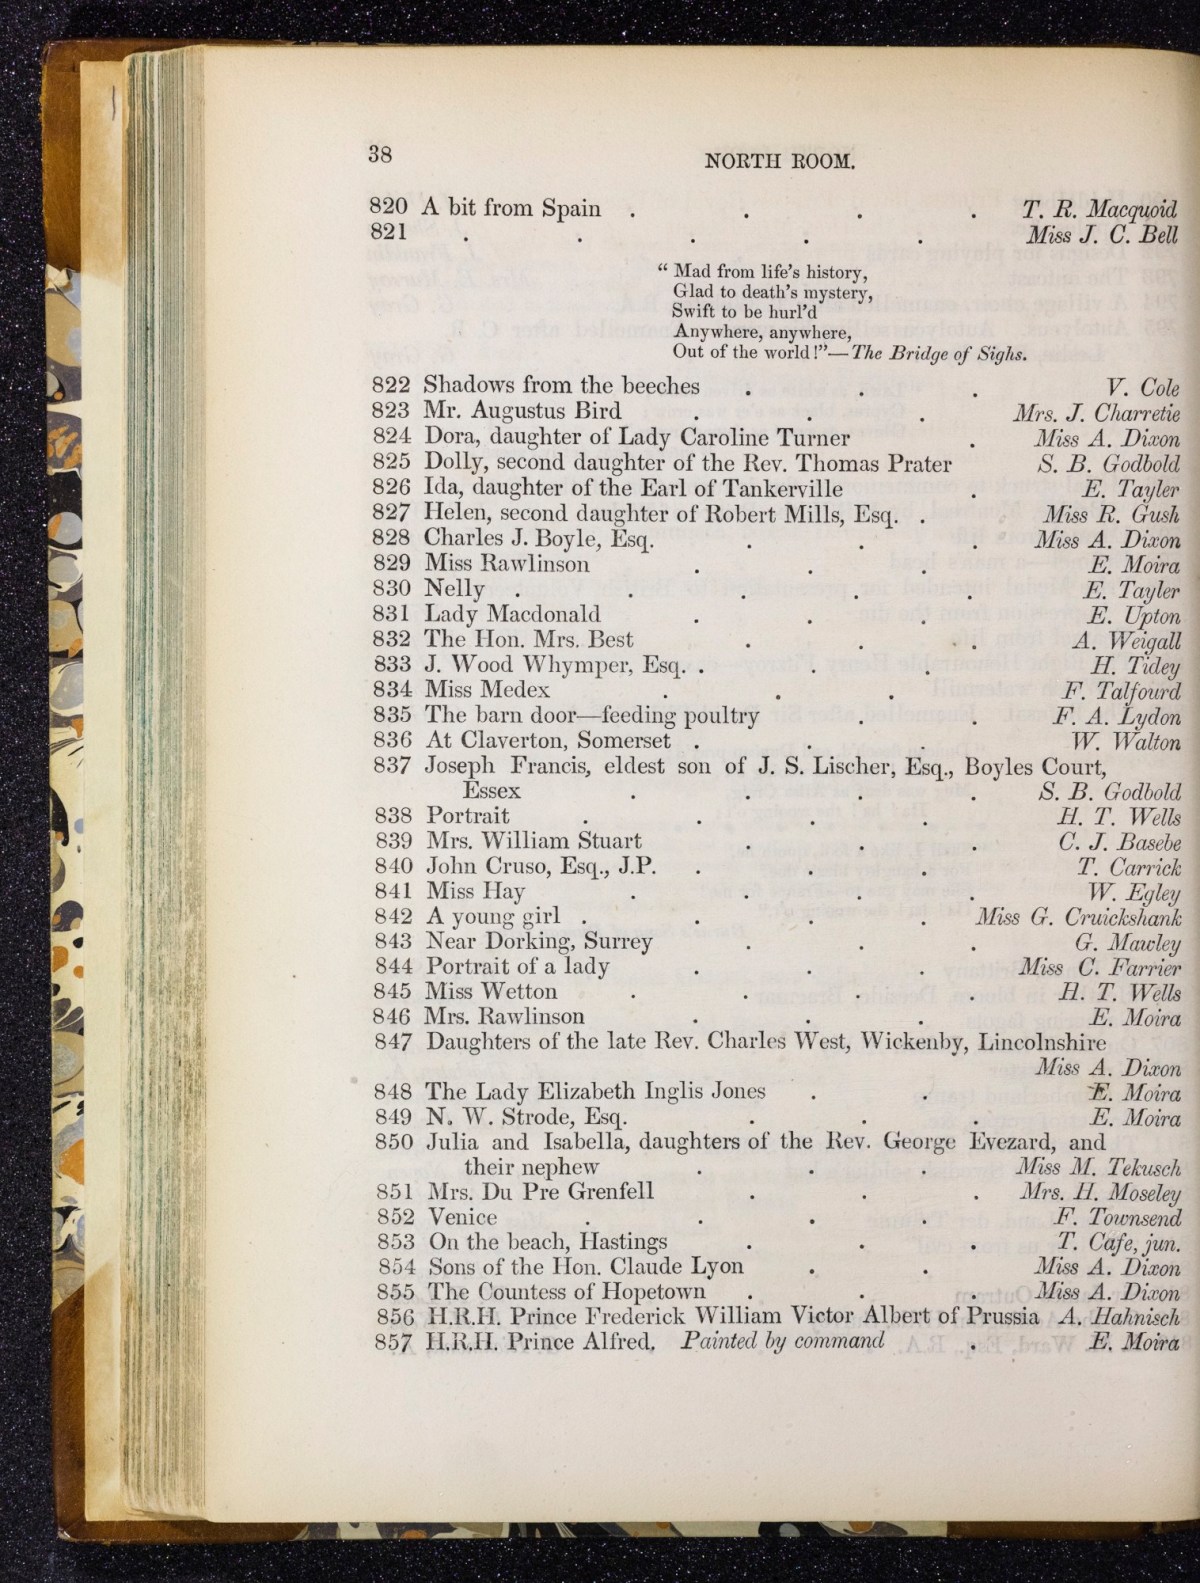 38
NORTH ROOM.
820 A bit from Spain . . . . T. R. Macquoid
821 . . . . . Miss J. C. Bell
" Mad from life's history,
Glad to death's mystery,
Swift to be hurl'd
Anywhere, anywhere,
Out of the world!"—The Bridge of Sighs.
822 Shadows from the beeches . . . V. Cole
823 Mr. Augustus Bird . . . Mrs. J. Charretie
824 Dora, daughter of Lady Caroline Turner . Miss A. Dixon
825 Dolly, second daughter of the Rev. Thomas Prater S. B. Godbold
826 Ida, daughter of the Earl of Tankerville . E. Tayler
827 Helen, second daughter of Robert Mills, Esq. . Miss R. Gush
828 Charles J. Boyle, Esq. . . . Miss A. Dixon
829 Miss Rawlinson . . . E. Moira
830 Nelly . . . . . E. Tayler
831 Lady Macdonald . . . E. Upton
832 The Hon. Mrs. Best . . . A. Weigall
833 J. Wood Whymper, Esq. . . . H. Tidey
834 Miss Medex . . . F. Talfourd
835 The barn door—feeding poultry . . F. A. Lydon
836 At Claverton, Somerset . . . W. Walton
837 Joseph Francis, eldest son of J. S. Lischer, Esq., Boyles Court,
Essex . . . . S. B. Godbold
838 Portrait . . . . H. T. Wells
839 Mrs. William Stuart . . . C. J. Basebe
840 John Cruso, Esq., J.P. . . . T. Carrick
841 Miss Hay . . . . W. Egley
842 A young girl . . . . Miss G. Cruickshank
843 Near Dorking, Surrey . . . G. Mawley
844 Portrait of a lady . . . Miss C. Farrier
845 Miss Wetton . . . . H. T. Wells
846 Mrs. Rawlinson . . . E. Moira
847 Daughters of the late Rev. Charles West, Wickenby, Lincolnshire
Miss A. Dixon
848 The Lady Elizabeth Inglis Jones . . E. Moira
849 N. W. Strode, Esq. . . . E. Moira
850 Julia and Isabella, daughters of the Rev. George Evezard, and
their nephew . . . Miss M. Tekusch
851 Mrs. Du Pre Grenfell . . . Mrs. H. Moseley
852 Venice . . . . F. Townsend
853 On the beach, Hastings . . . T. Cafe, jun.
854 Sons of the Hon. Claude Lyon . . Miss A. Dixon
855 The Countess of Hopetown . . . Miss A. Dixon
856 H.R.H. Prince Frederick William Victor Albert of Prussia A. Hahnisch
857 H.R.H. Prince Alfred. Painted by command . E. Moira